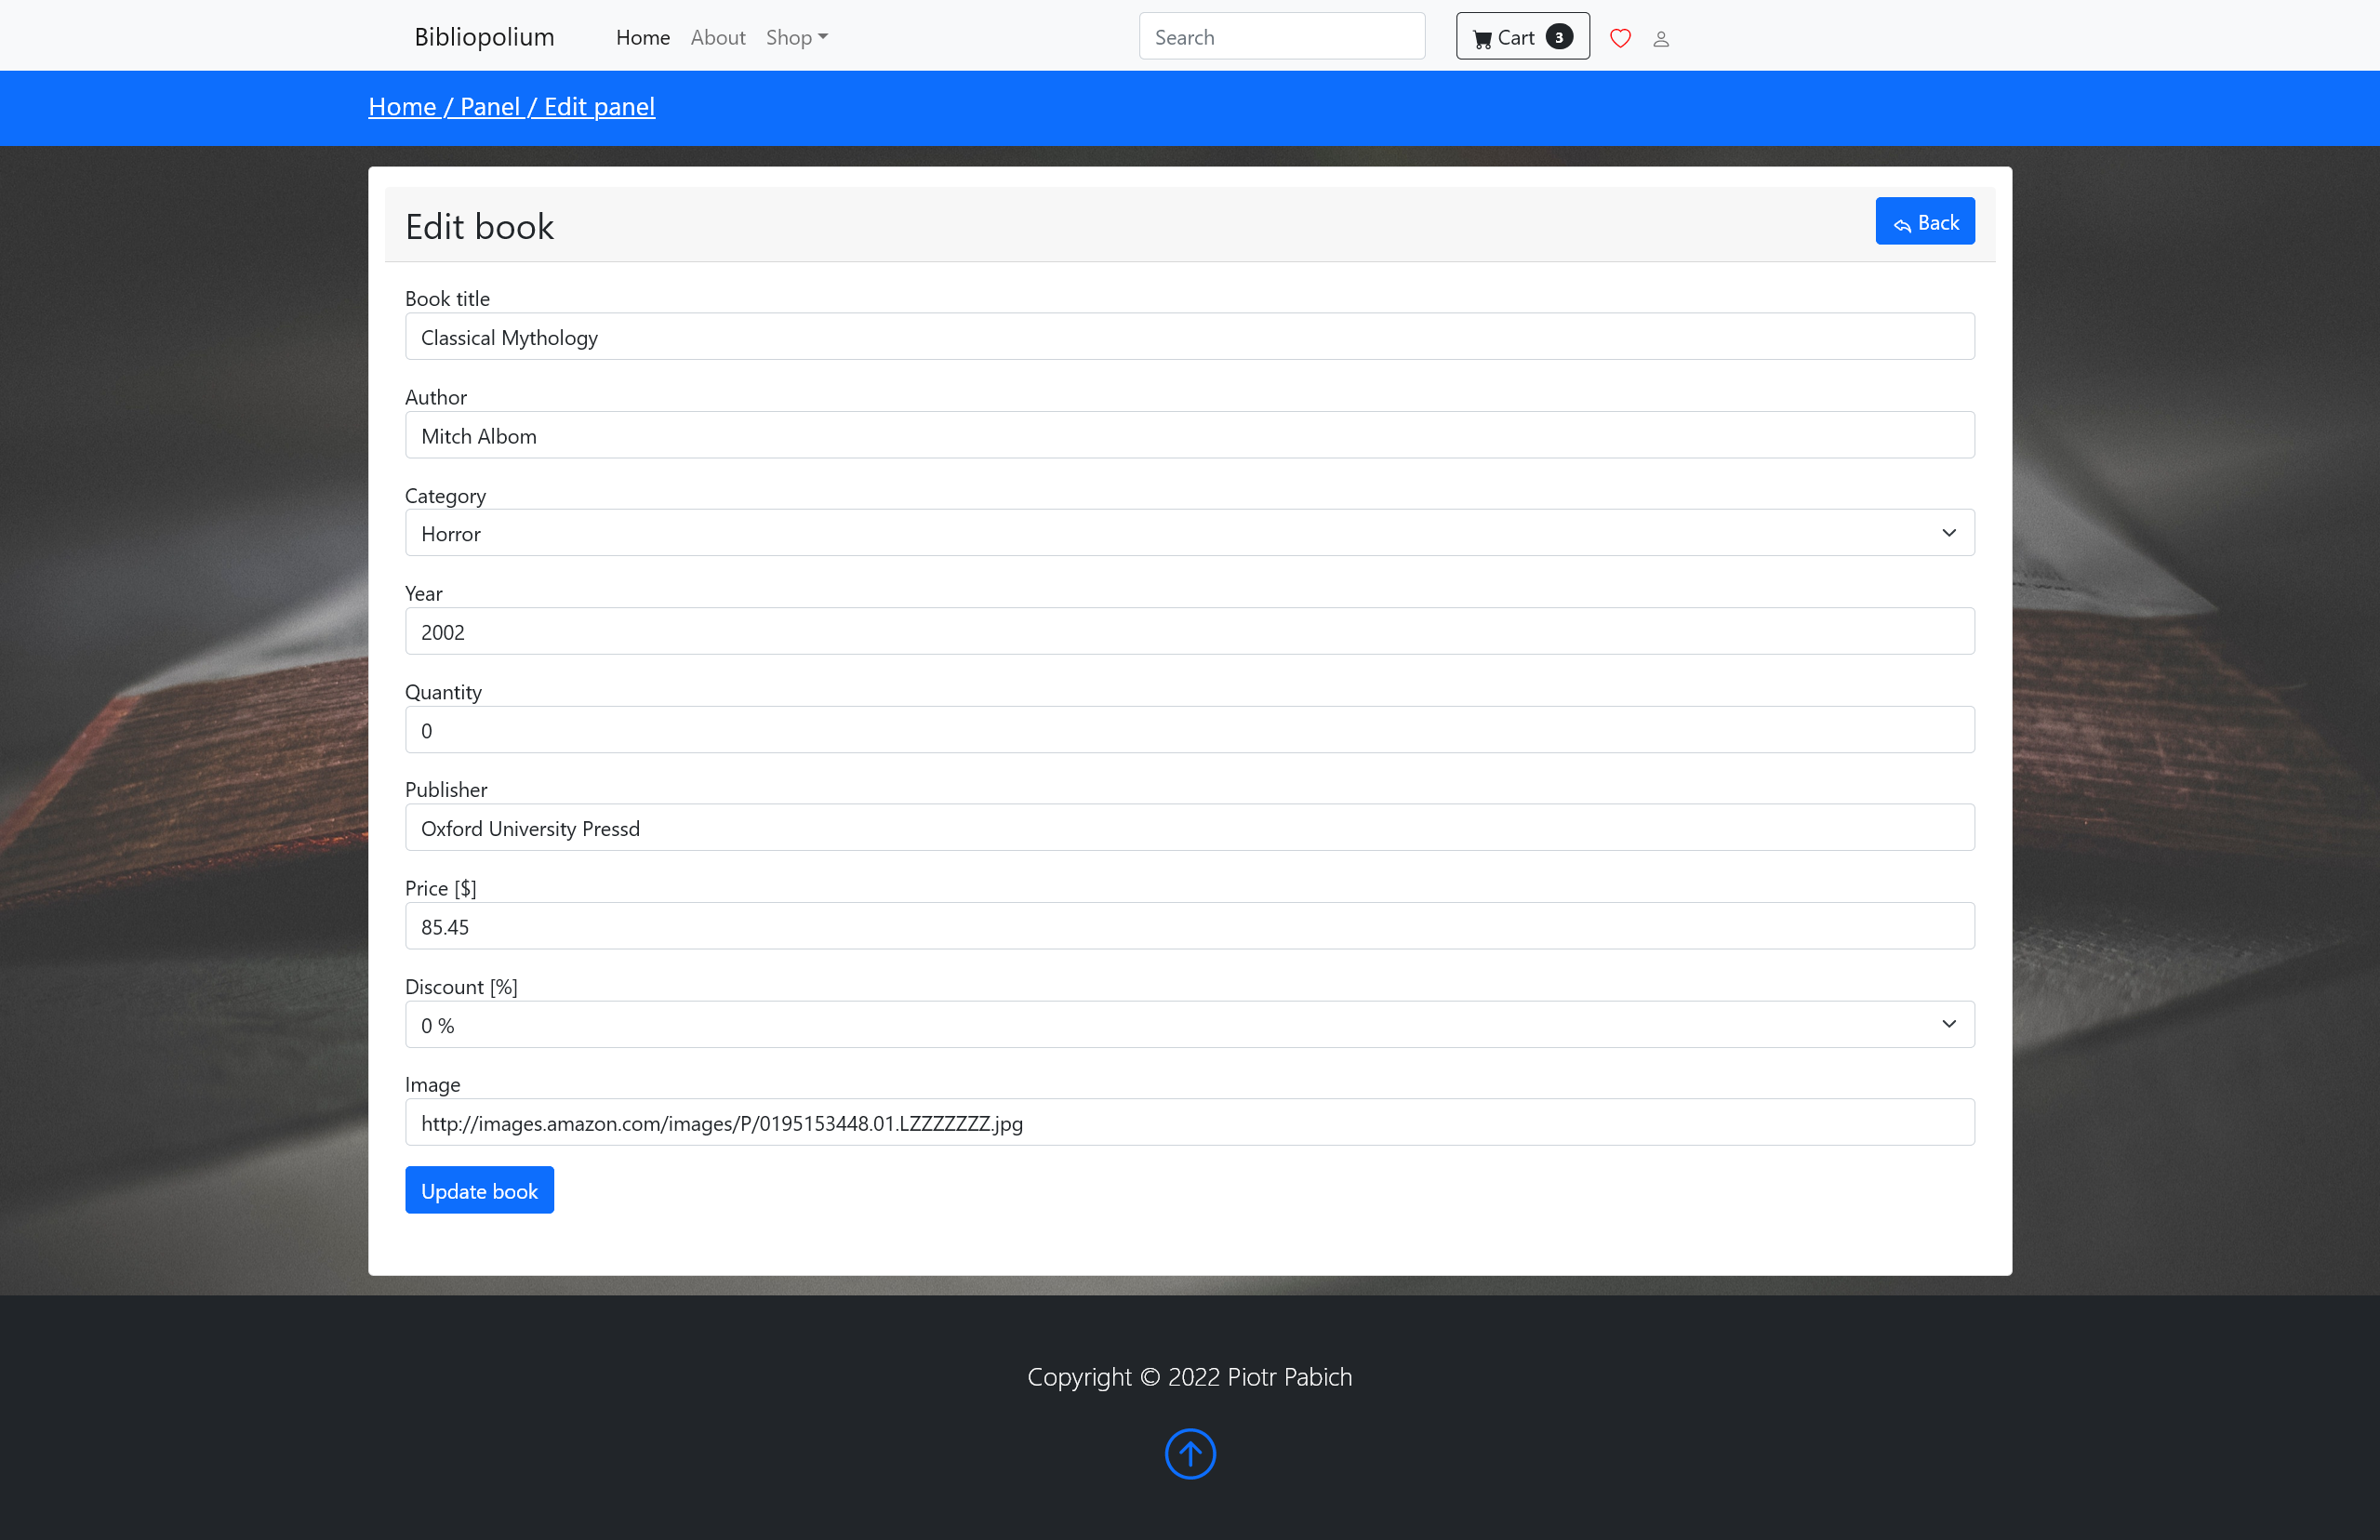 Bibliopolium Home About Shop Search Cart 3
Home / Panel / Edit panel
Edit book Back
Book title
Classical Mythology
Author
Mitch Albom
Category
Horror
Year
2002
Quantity
0
Publisher
Oxford University Pressd
Price [$]
85.45
Discount [%]
0 %
Image
http://images.amazon.com/images/P/0195153448.01.LZZZZZZZ.jpg
Update book
Copyright © 2022 Piotr Pabich